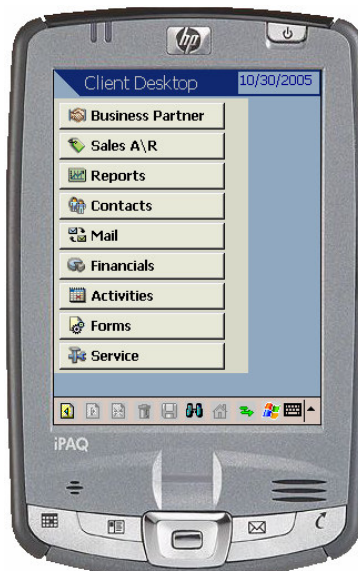 hp
Client Desktop 10/30/2005
Business Partner
Sales A\R
Reports
Contacts
Mail
Financials
Activities
Forms
Service
iPAQ